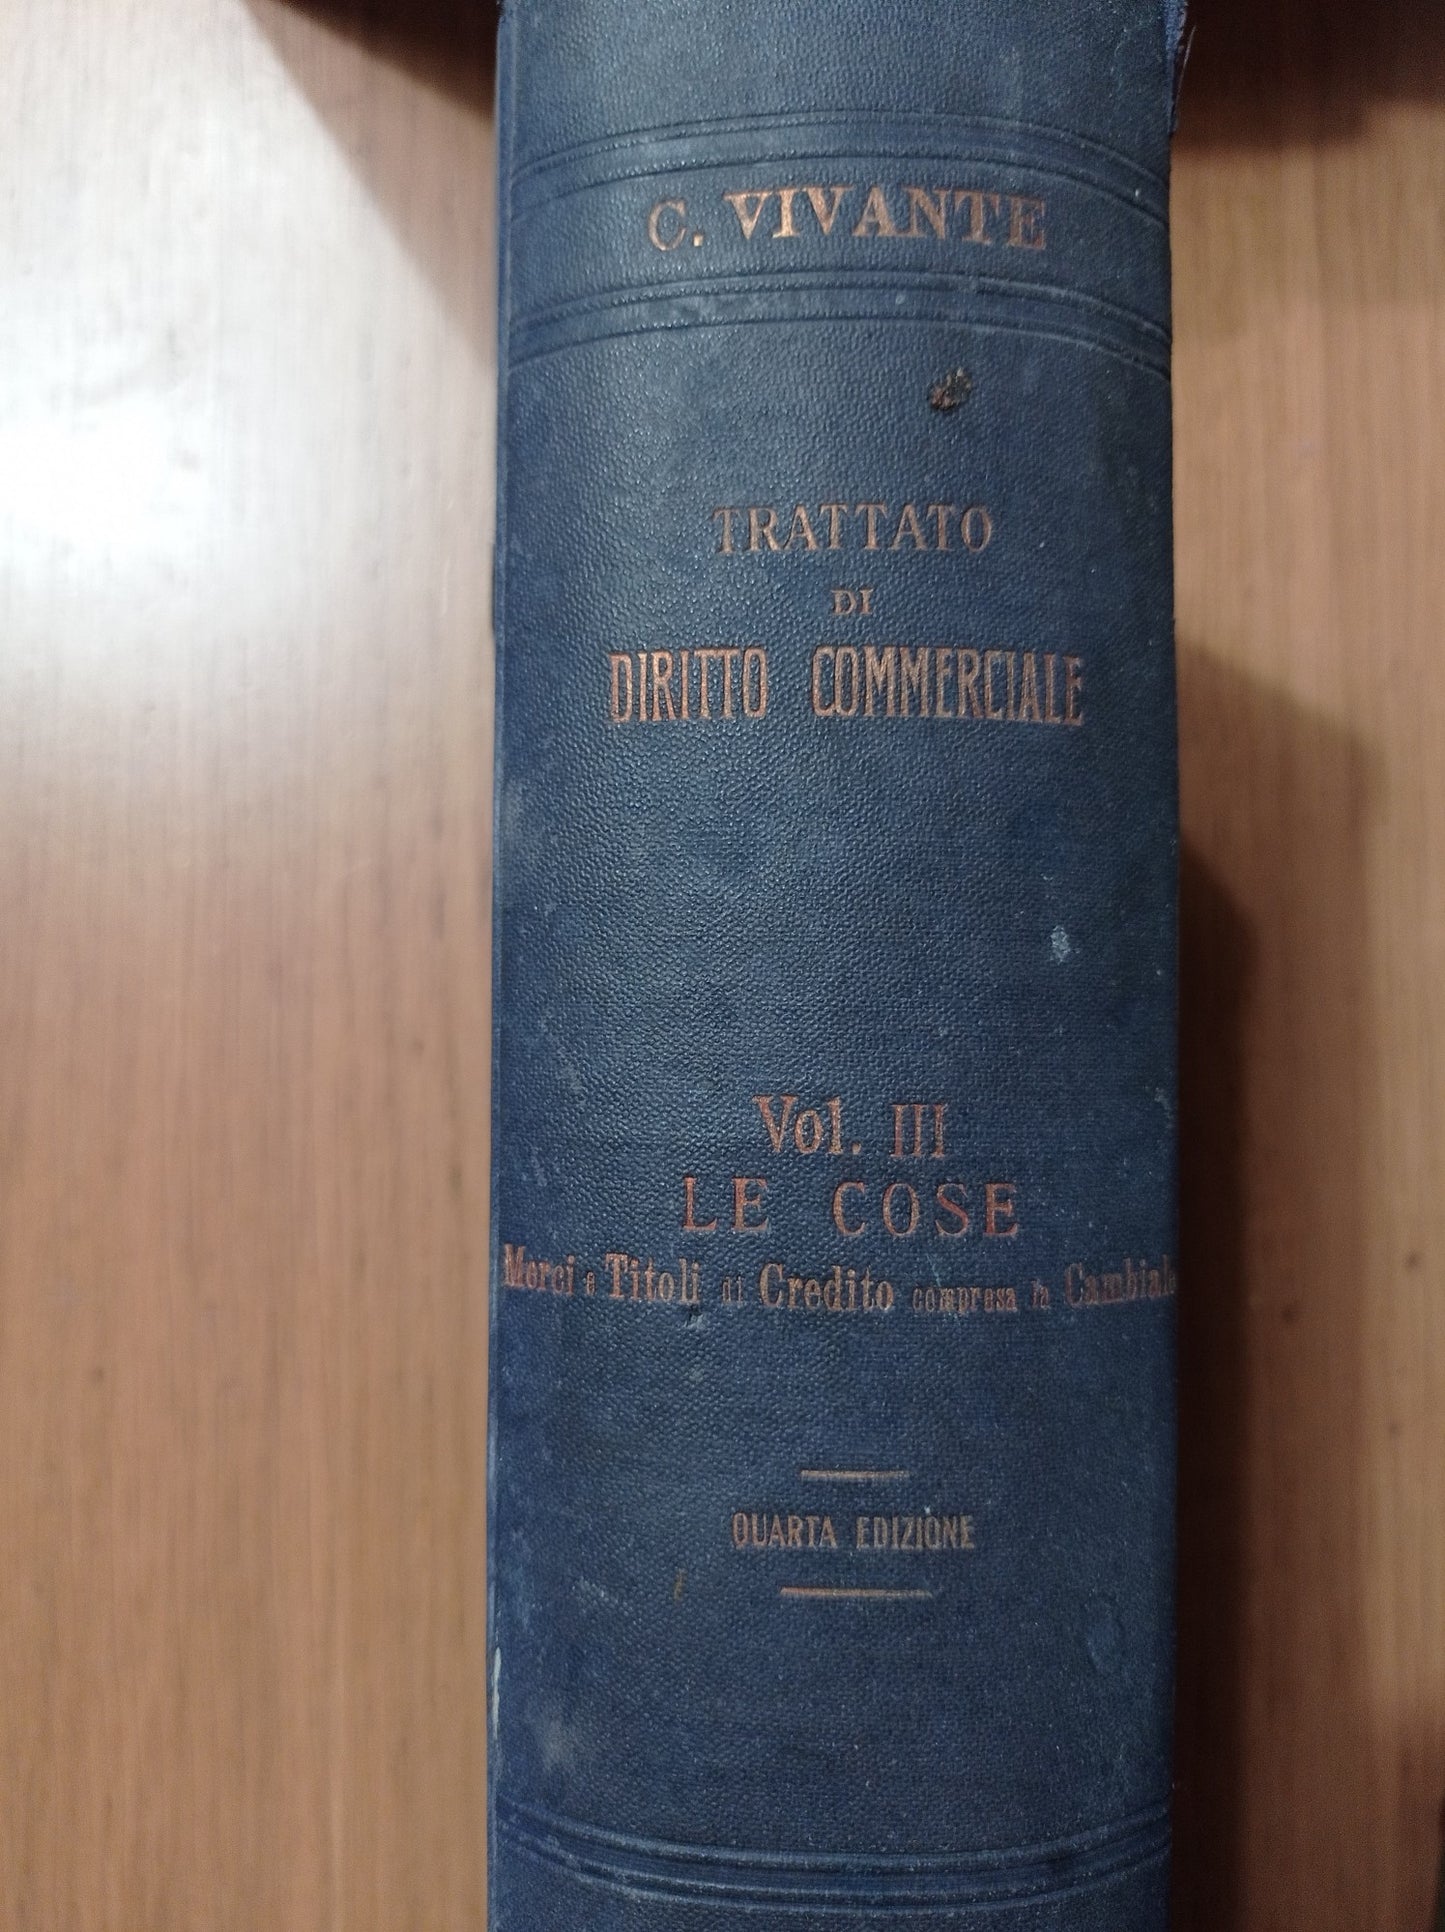 C. VIVANTE
TRATTATO
DI
DIRITTO COMMERCIALE
Vol. III
LE COSE
Merci e Titoli di Credito compresa la Cambiale
QUARTA EDIZIONE